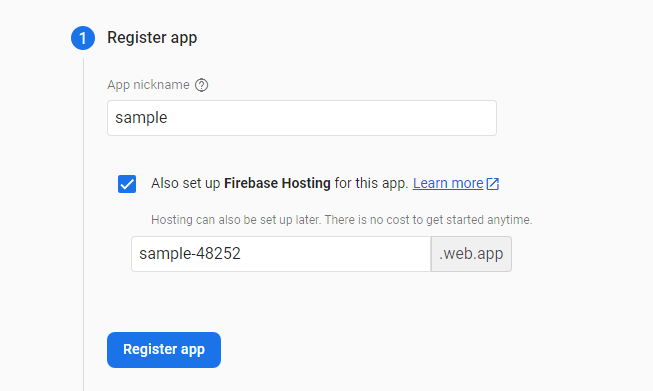 1 Register app
App nickname ?
sample
Also set up Firebase Hosting for this app. Learn more
Hosting can also be set up later. There is no cost to get started anytime.
sample-48252 .web.app
Register app